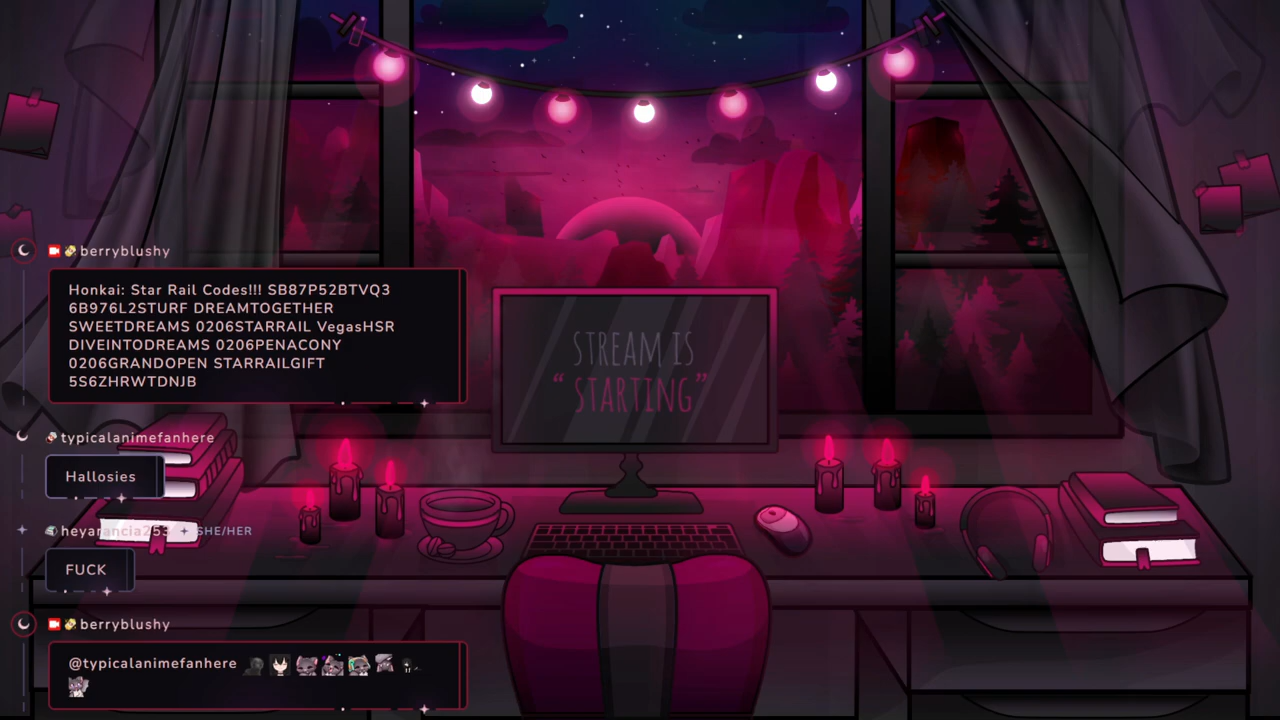 STREAM IS
“ STARTING”
berryblushy
Honkai: Star Rail Codes!!! SB87P52BTVQ3
6B976L2STURF DREAMTOGETHER
SWEETDREAMS 0206STARRAIL VegasHSR
DIVEINTODREAMS 0206PENACONY
0206GRANDOPEN STARRAILGIFT
5S6ZHRWTDNJB
typicalanimefanhere
Hallosies
heyarancia253 SHE/HER
FUCK
berryblushy
@typicalanimefanhere